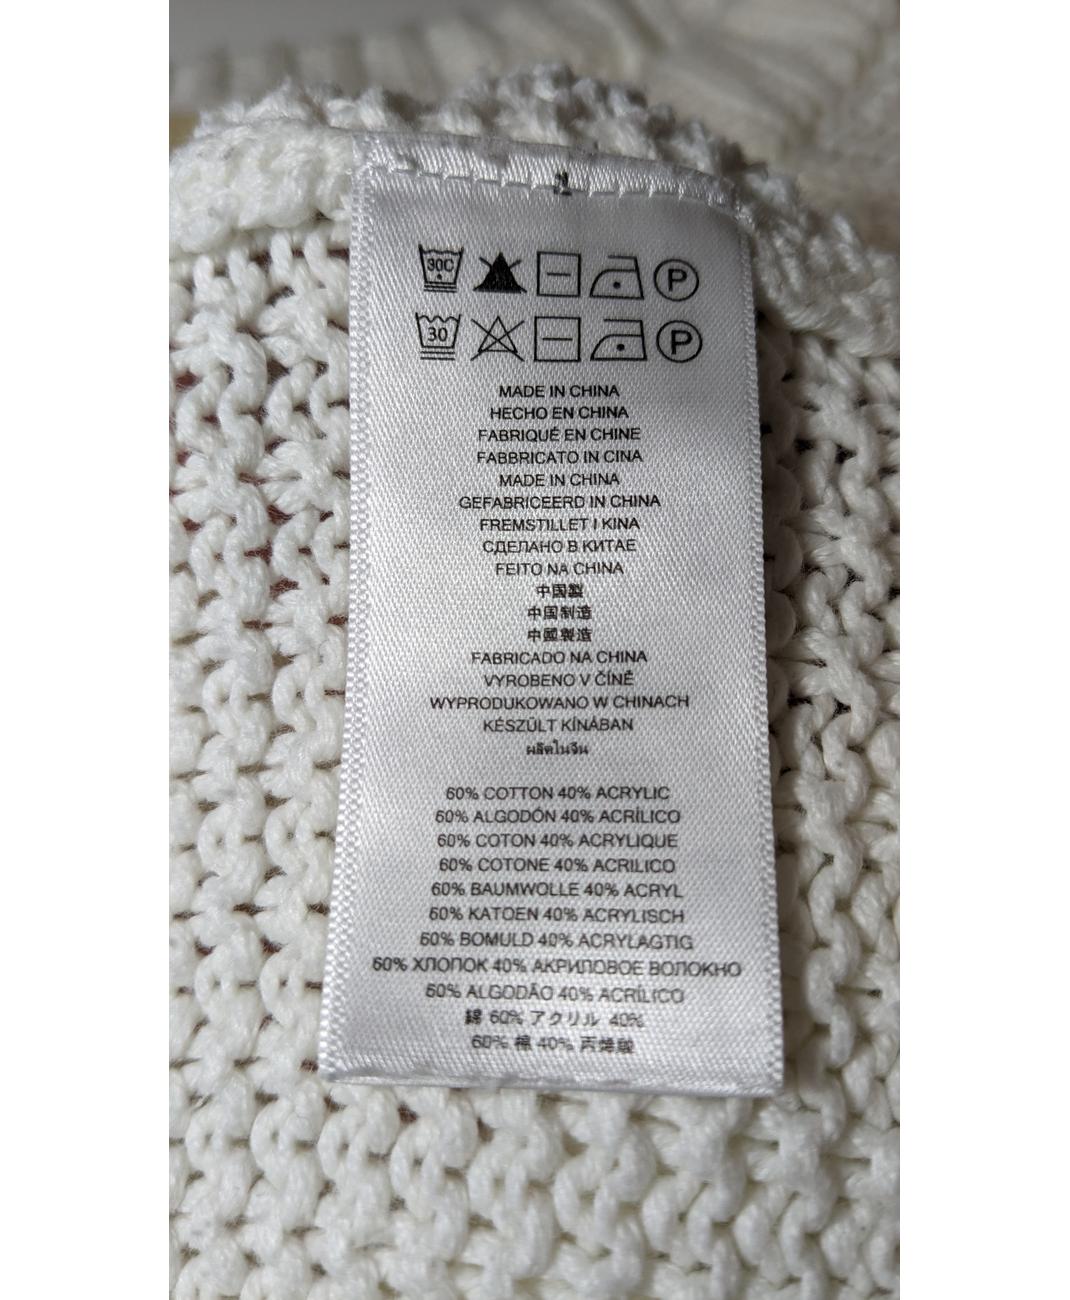 30C P
30 P
MADE IN CHINA
HECHO EN CHINA
FABRIQUÉ EN CHINE
FABBRICATO IN CINA
MADE IN CHINA
GEFABRICEERD IN CHINA
FREMSTILLET I KINA
СДЕЛАНО В КИТАЕ
FEITO NA CHINA
中国製
中国制造
中國製造
FABRICADO NA CHINA
VYROBENO V ČÍNĚ
WYPRODUKOWANO W CHINACH
KÉSZÜLT KÍNÁBAN
ผลิตในจีน
60% COTTON 40% ACRYLIC
60% ALGODÓN 40% ACRÍLICO
60% COTON 40% ACRYLIQUE
60% COTONE 40% ACRILICO
60% BAUMWOLLE 40% ACRYL
60% KATOEN 40% ACRYLISCH
60% BOMULD 40% ACRYLAGTIG
60% ХЛОПОК 40% АКРИЛОВОЕ ВОЛОКНО
60% ALGODÃO 40% ACRÍLICO
綿 60% アクリル 40%
60% 棉 40% 丙烯酸